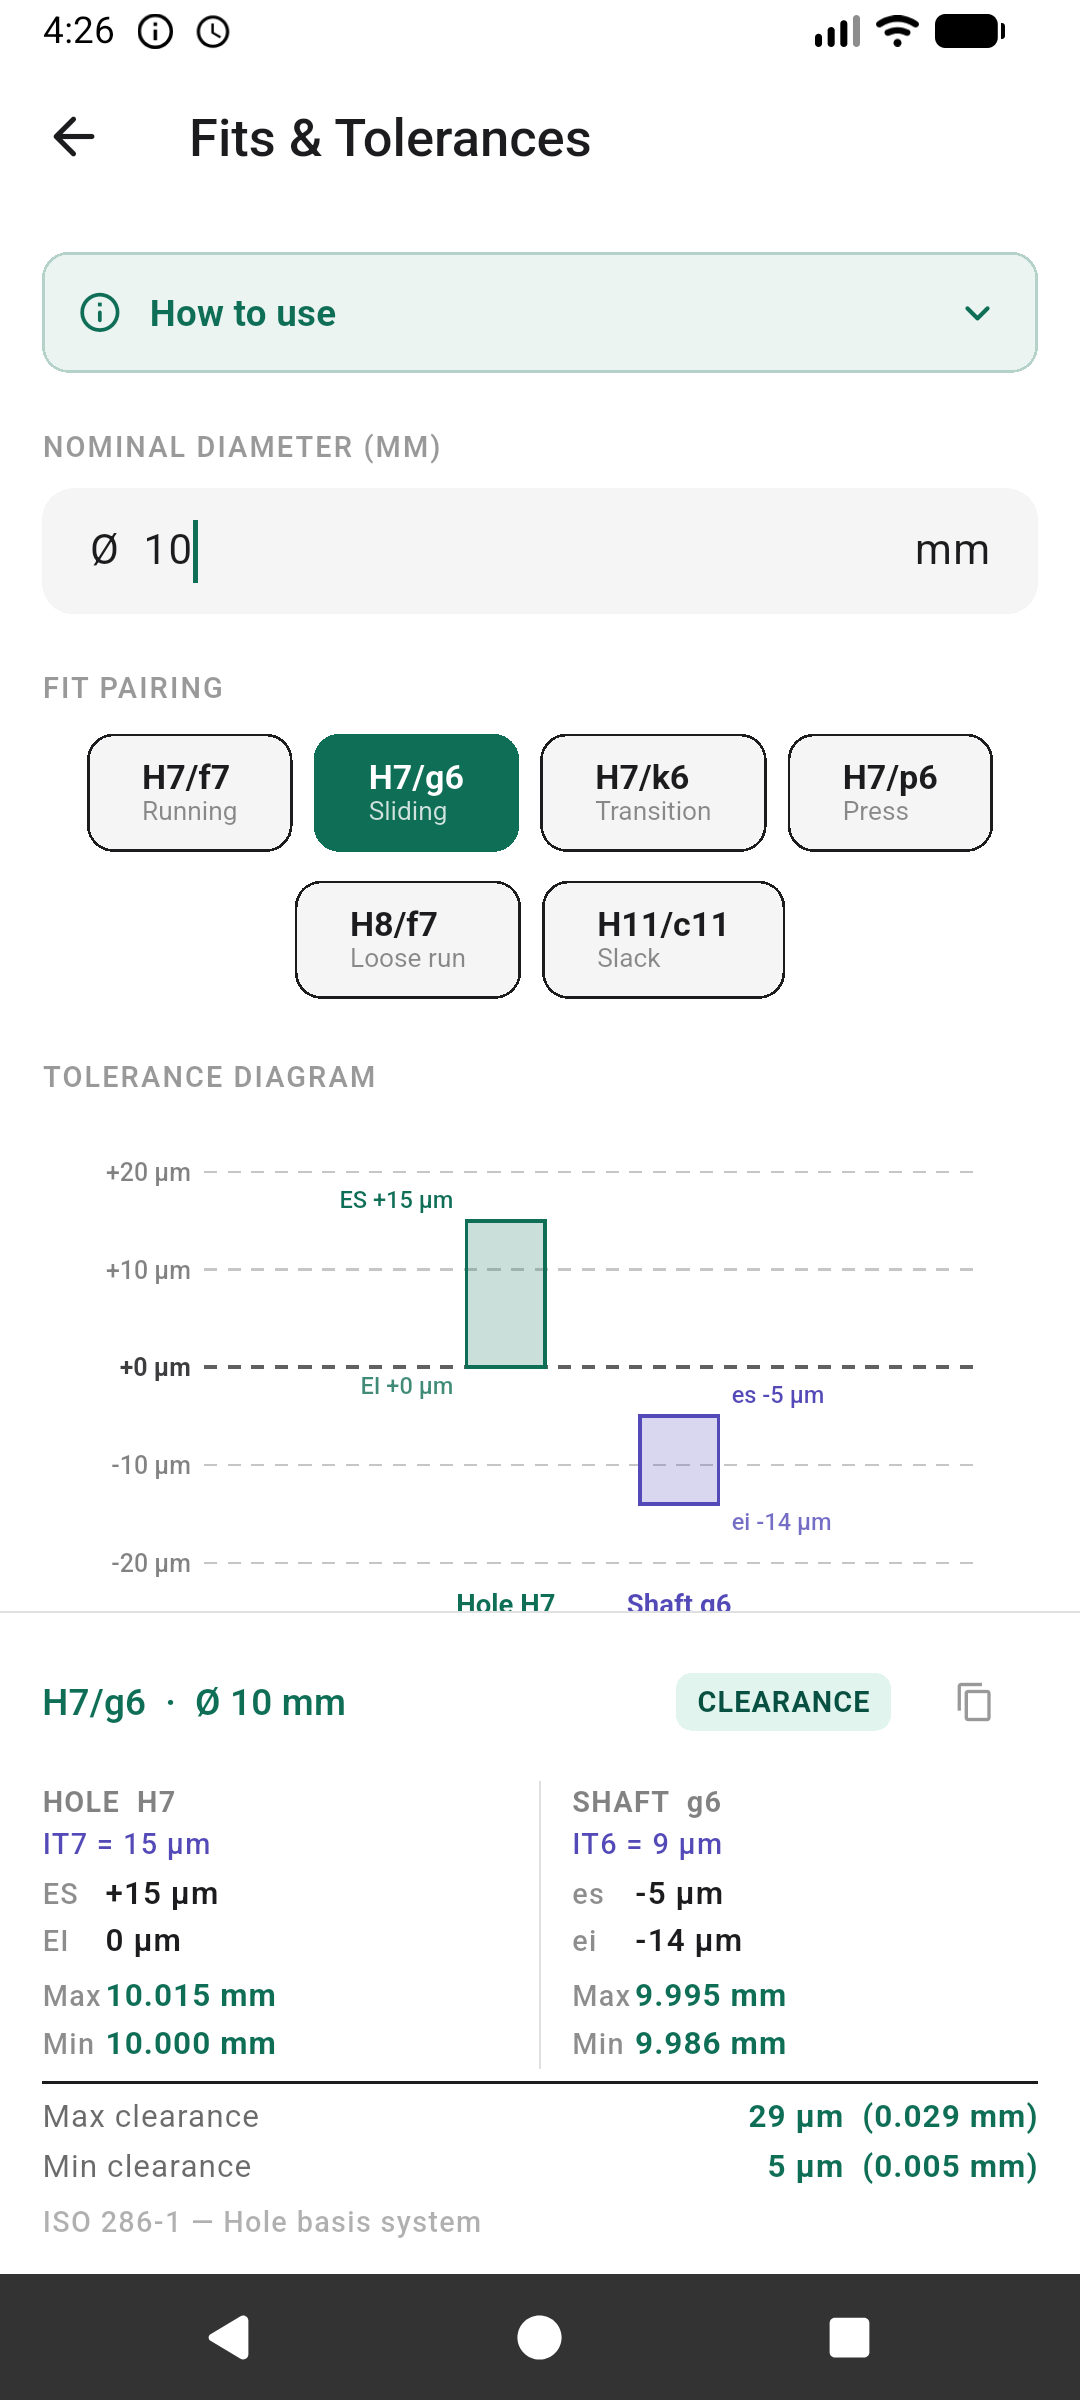 4:26
Fits & Tolerances
How to use
NOMINAL DIAMETER (MM)
Ø 10 mm
FIT PAIRING
H7/f7 H7/g6 H7/k6 H7/p6
Running Sliding Transition Press
H8/f7 H11/c11
Loose run Slack
TOLERANCE DIAGRAM
+20 µm
ES +15 µm
+10 µm
+0 µm
EI +0 µm
es -5 µm
-10 µm
ei -14 µm
-20 µm
Hole H7 Shaft g6
H7/g6 · Ø 10 mm CLEARANCE
HOLE H7 SHAFT g6
IT7 = 15 µm IT6 = 9 µm
ES +15 µm es -5 µm
EI 0 µm ei -14 µm
Max 10.015 mm Max 9.995 mm
Min 10.000 mm Min 9.986 mm
Max clearance 29 µm (0.029 mm)
Min clearance 5 µm (0.005 mm)
ISO 286-1 — Hole basis system